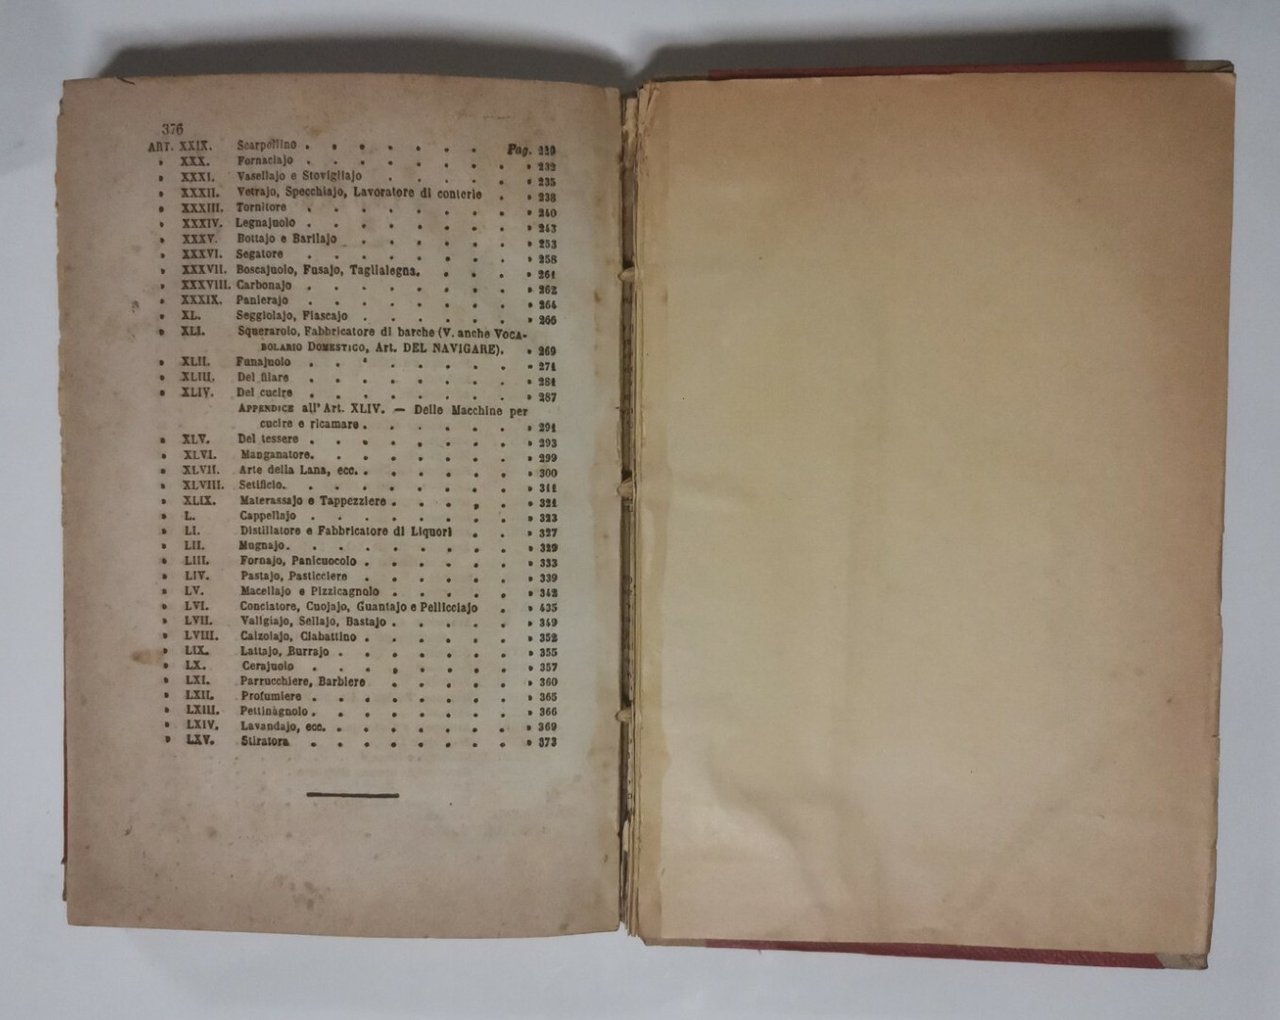 376
ART. XXIX. Scarpellino . . . . . . . Pag. 229
» XXX. Fornaciajo . . . . . . . . . » 232
» XXXI. Vasellajo e Stovigliajo . . . . . . » 235
» XXXII. Vetrajo, Specchiajo, Lavoratore di conterie . » 238
» XXXIII. Tornitore . . . . . . . . . » 240
» XXXIV. Legnajuolo . . . . . . . . . » 243
» XXXV. Bottajo e Barilajo . . . . . . . » 253
» XXXVI. Segatore . . . . . . . . . » 258
» XXXVII. Boscajuolo, Fusajo, Taglialegna. . . . . » 261
» XXXVIII. Carbonajo . . . . . . . . . » 262
» XXXIX. Panierajo . . . . . . . . . » 264
» XL. Seggiolajo, Fiascajo . . . . . . . » 266
» XLI. Squerarolo, Fabbricatore di barche (V. anche VOCA-
BOLARIO DOMESTICO, Art. DEL NAVIGARE). . » 269
» XLII. Funajuolo . . . . . . . . » 271
» XLIII. Del filare . . . . . . . . » 281
» XLIV. Del cucire . . . . . . . . » 287
APPENDICE all'Art. XLIV. — Delle Macchine per
cucire e ricamare . . . . . . . » 291
» XLV. Del tessere . . . . . . . . » 293
» XLVI. Manganatore. . . . . . . . » 299
» XLVII. Arte della Lana, ecc. . . . . . . » 300
» XLVIII. Setificio. . . . . . . . . » 311
» XLIX. Materassajo e Tappezziere . . . . . » 321
» L. Cappellajo . . . . . . . . » 323
» LI. Distillatore e Fabbricatore di Liquori . . » 327
» LII. Mugnajo. . . . . . . . . » 329
» LIII. Fornajo, Panicuocolo . . . . . . » 333
» LIV. Pastajo, Pasticciere . . . . . . » 339
» LV. Macellajo e Pizzicagnolo . . . . . » 342
» LVI. Conciatore, Cuojajo, Guantajo e Pellicciajo . » 435
» LVII. Valigiajo, Sellajo, Bastajo . . . . . » 349
» LVIII. Calzolajo, Ciabattino . . . . . . » 352
» LIX. Lattajo, Burrajo . . . . . . . » 355
» LX. Cerajuolo . . . . . . . . » 357
» LXI. Parrucchiere, Barbiere . . . . . » 360
» LXII. Profumiere . . . . . . . . » 365
» LXIII. Pettinàgnolo . . . . . . . . » 366
» LXIV. Lavandajo, ecc. . . . . . . . » 369
» LXV. Stiratora . . . . . . . . » 373